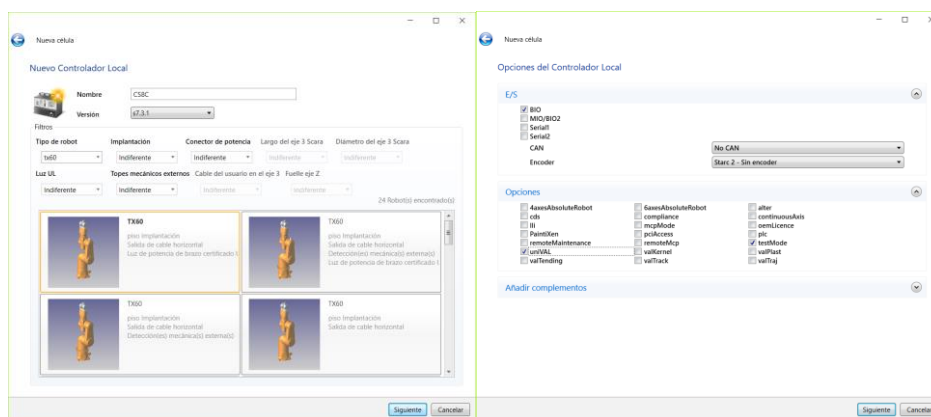 Nueva célula
Nuevo Controlador Local
Nombre CS8C
Versión s7.3.1
Filtros
Tipo de robot Implantación Conector de potencia Largo del eje 3 Scara Diámetro del eje 3 Scara
tx60 Indiferente Indiferente Indiferente Indiferente
Luz UL Topes mecánicos externos Cable del usuario en el eje 3 Fuelle eje Z
Indiferente Indiferente Indiferente Indiferente
24 Robot(s) encontrado(s)
TX60
piso Implantación
Salida de cable horizontal
Luz de potencia de brazo certificado
TX60
piso Implantación
Salida de cable horizontal
Detección(es) mecánica(s) externa(s)
Luz de potencia de brazo certificado
TX60
piso Implantación
Salida de cable horizontal
Detección(es) mecánica(s) externa(s)
TX60
piso Implantación
Salida de cable horizontal
Siguiente Cancelar
Nueva célula
Opciones del Controlador Local
E/S
BIO
MIO/BIO2
Serial1
Serial2
CAN No CAN
Encoder Starc 2 - Sin encoder
Opciones
4axesAbsoluteRobot 6axesAbsoluteRobot alter
cds compliance continuousAxis
ili mcpMode oemLicence
PaintiXen pciAccess plc
remoteMaintenance remoteMcp testMode
uniVAL valKernel valPlast
valTending valTrack valTraj
Añadir complementos
Siguiente Cancelar